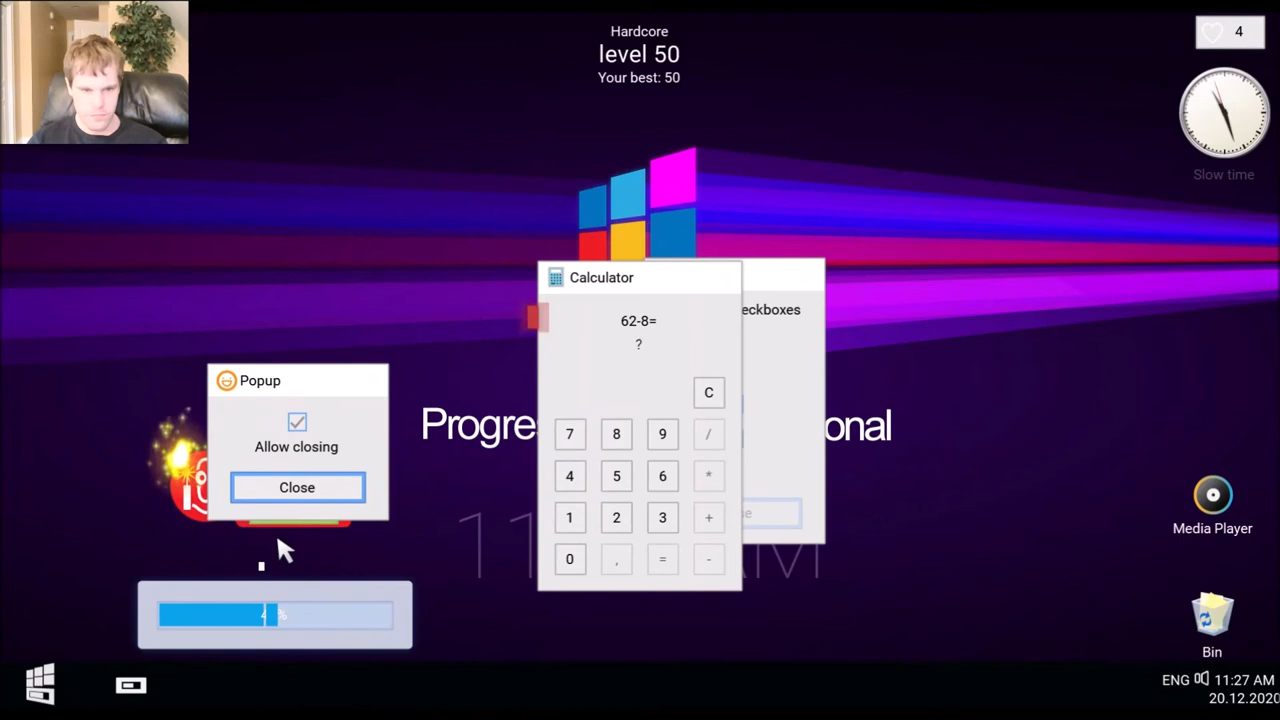 Hardcore
level 50
Your best: 50
4
Slow time
Calculator
62-8=
?
C
7 8 9 /
4 5 6 *
1 2 3 +
0 , = -
eckboxes
Popup
Allow closing
Close
Progre
onal
Media Player
Bin
ENG 11:27 AM
20.12.2020